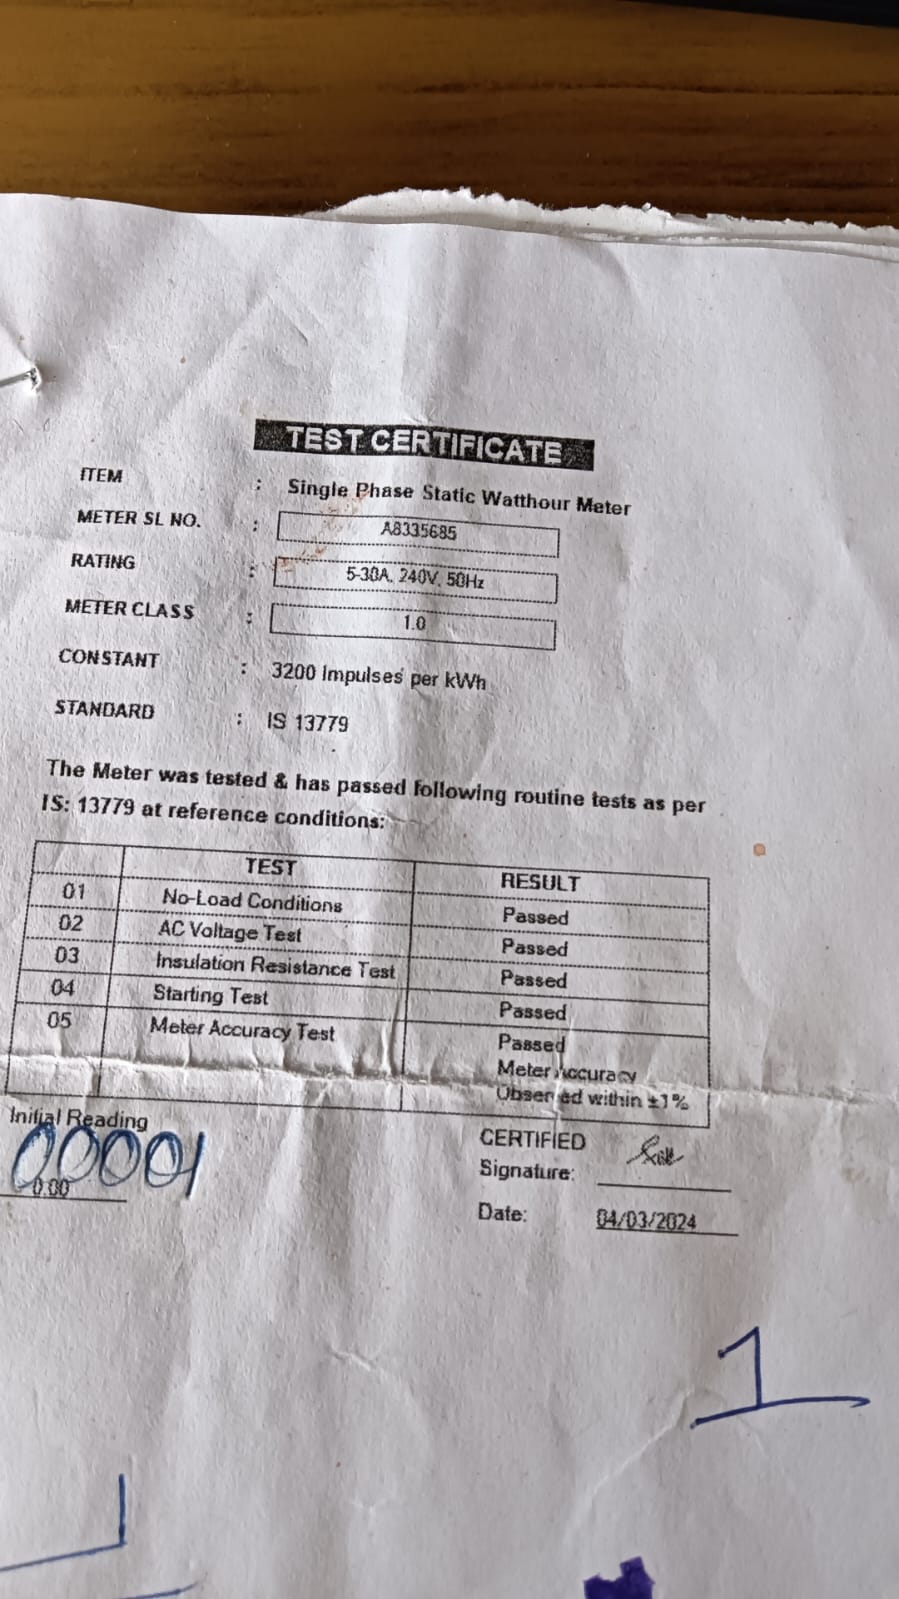 TEST CERTIFICATE
ITEM : Single Phase Static Watthour Meter
METER SL NO. : A8335685
RATING : 5-30A, 240V, 50Hz
METER CLASS : 1.0
CONSTANT : 3200 Impulses per kWh
STANDARD : IS 13779
The Meter was tested & has passed following routine tests as per
IS: 13779 at reference conditions:
TEST RESULT
01 No-Load Conditions Passed
02 AC Voltage Test Passed
03 Insulation Resistance Test Passed
04 Starting Test Passed
05 Meter Accuracy Test Passed
Meter Accuracy
Observed within ±1%
Initial Reading
00001
0.00
CERTIFIED
Signature:
Date: 04/03/2024
1